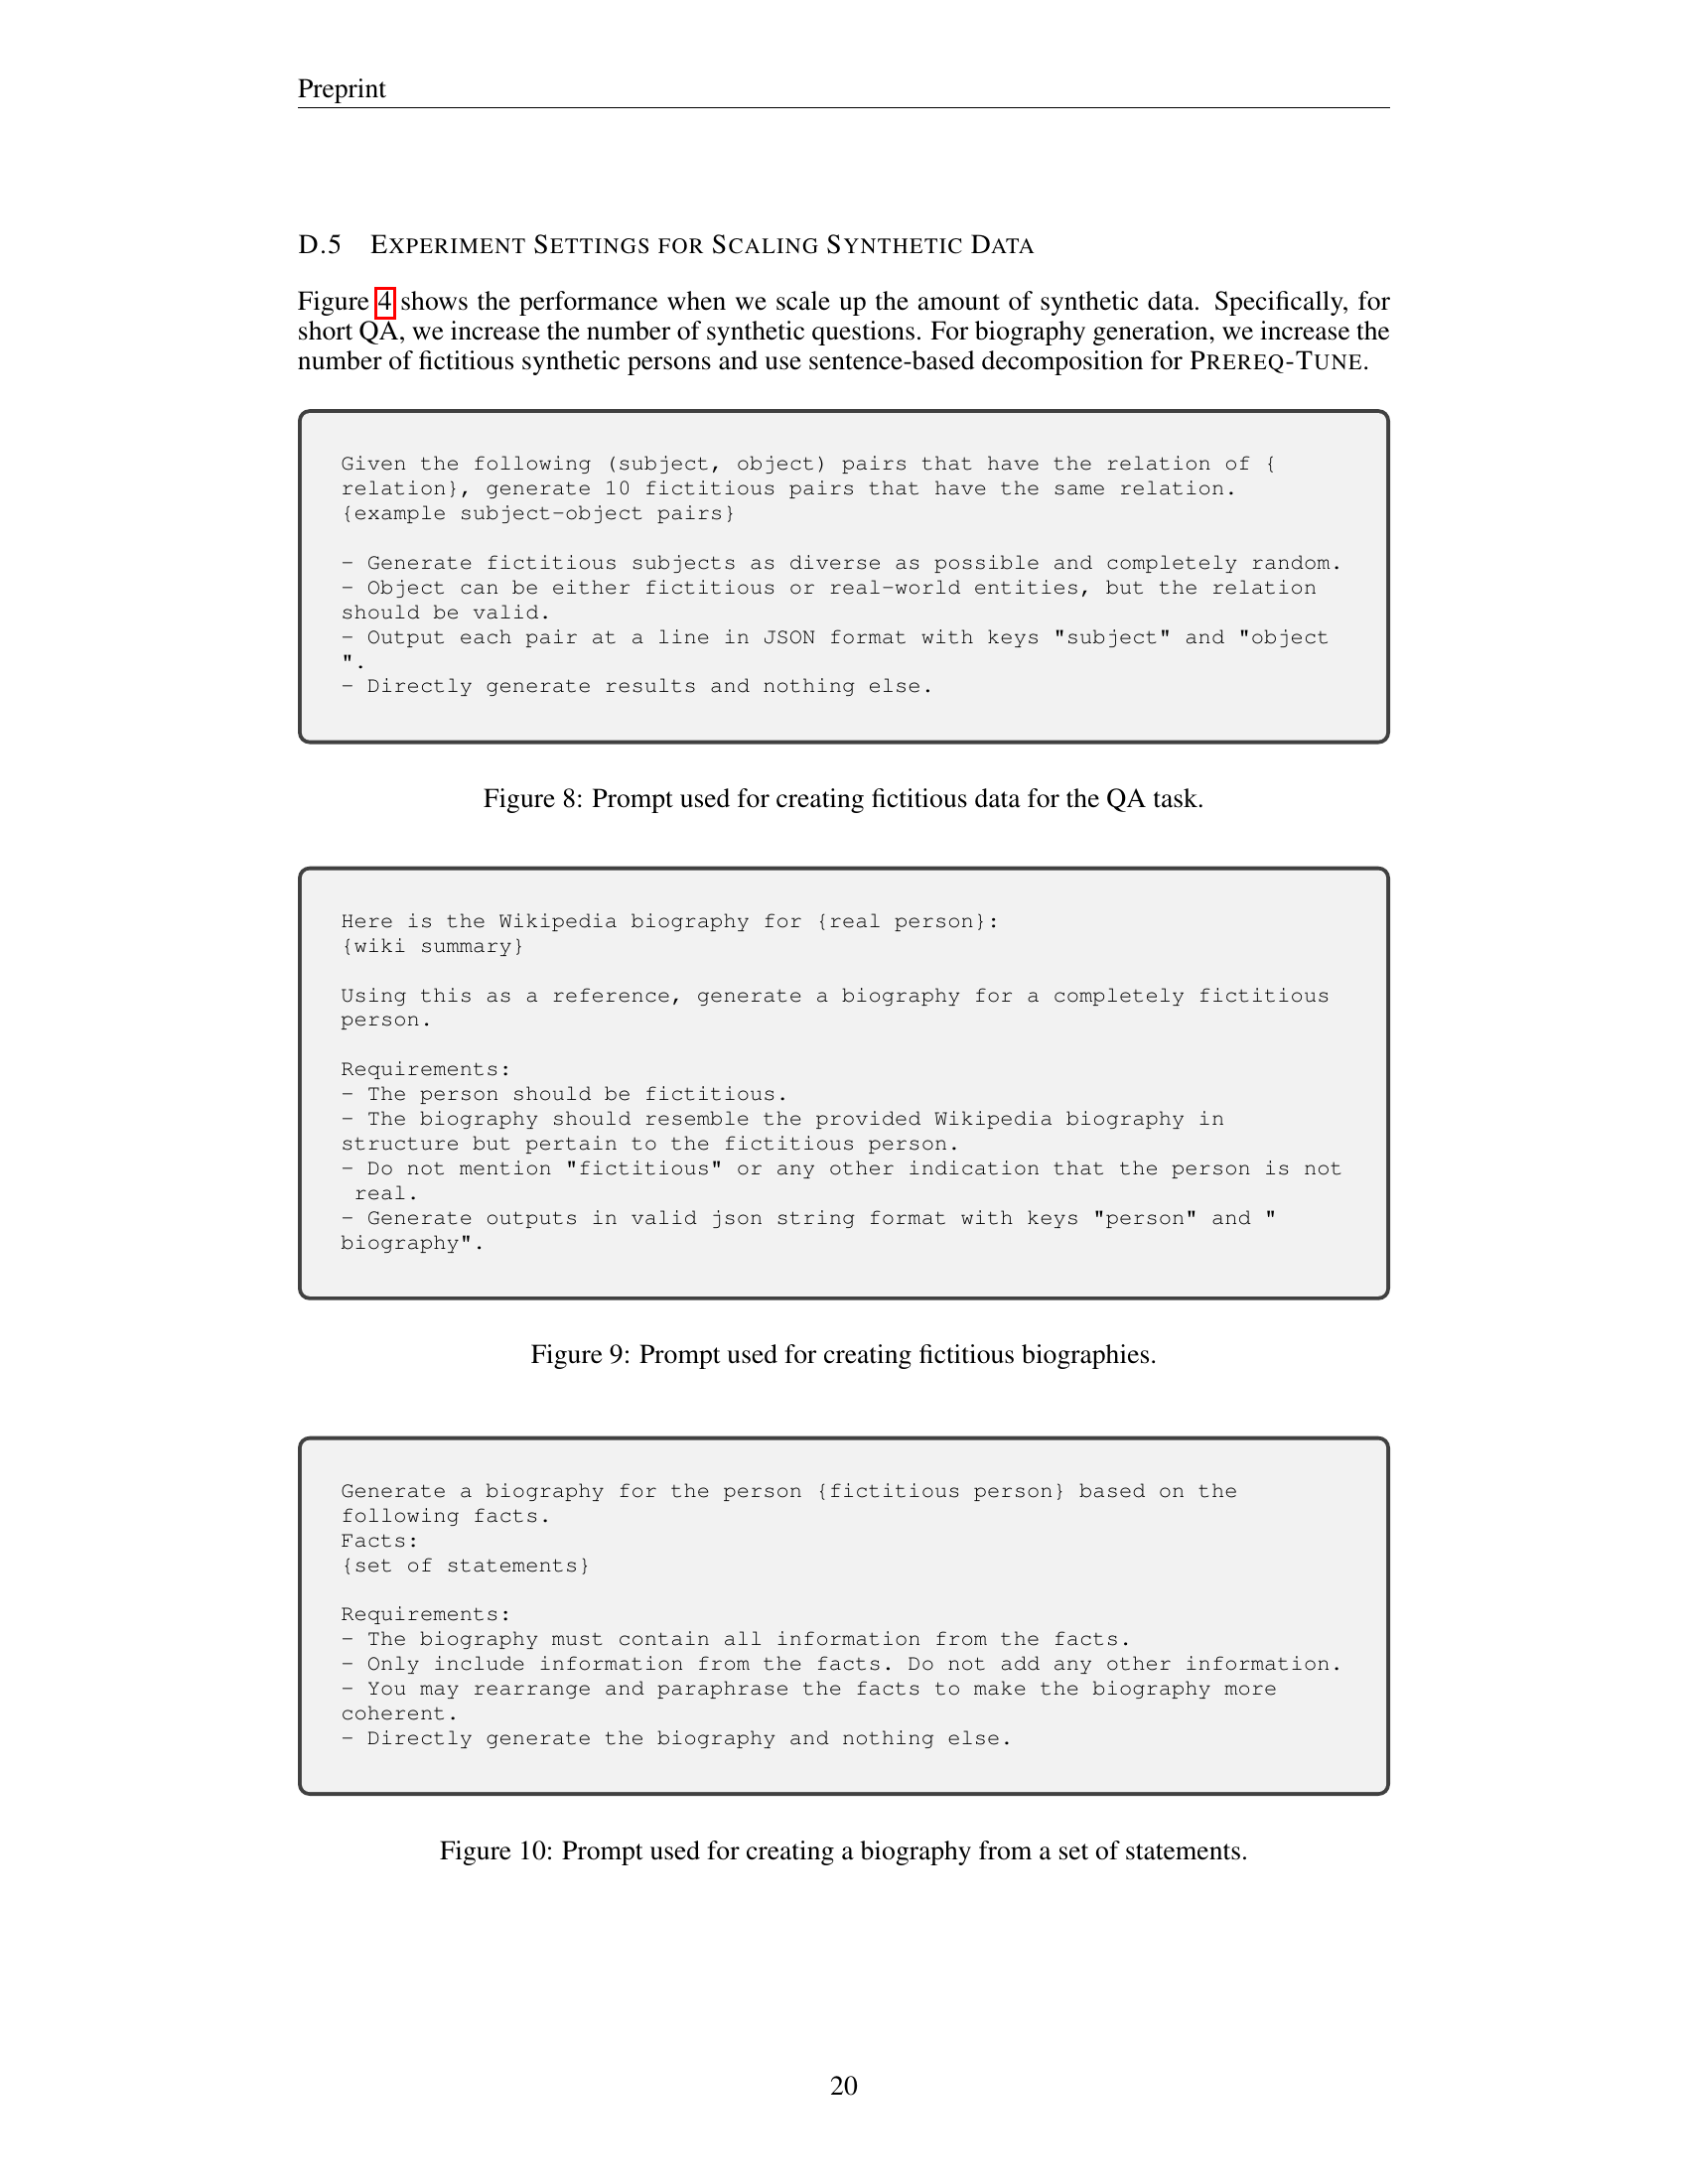 Preprint
D.5 EXPERIMENT SETTINGS FOR SCALING SYNTHETIC DATA
Figure 4 shows the performance when we scale up the amount of synthetic data. Specifically, for
short QA, we increase the number of synthetic questions. For biography generation, we increase the
number of fictitious synthetic persons and use sentence-based decomposition for PREREQ-TUNE.
Given the following (subject, object) pairs that have the relation of {
relation}, generate 10 fictitious pairs that have the same relation.
{example subject-object pairs}
- Generate fictitious subjects as diverse as possible and completely random.
- Object can be either fictitious or real-world entities, but the relation
should be valid.
- Output each pair at a line in JSON format with keys "subject" and "object
".
- Directly generate results and nothing else.
Figure 8: Prompt used for creating fictitious data for the QA task.
Here is the Wikipedia biography for {real person}:
{wiki summary}
Using this as a reference, generate a biography for a completely fictitious
person.
Requirements:
- The person should be fictitious.
- The biography should resemble the provided Wikipedia biography in
structure but pertain to the fictitious person.
- Do not mention "fictitious" or any other indication that the person is not
real.
- Generate outputs in valid json string format with keys "person" and "
biography".
Figure 9: Prompt used for creating fictitious biographies.
Generate a biography for the person {fictitious person} based on the
following facts.
Facts:
{set of statements}
Requirements:
- The biography must contain all information from the facts.
- Only include information from the facts. Do not add any other information.
- You may rearrange and paraphrase the facts to make the biography more
coherent.
- Directly generate the biography and nothing else.
Figure 10: Prompt used for creating a biography from a set of statements.
20